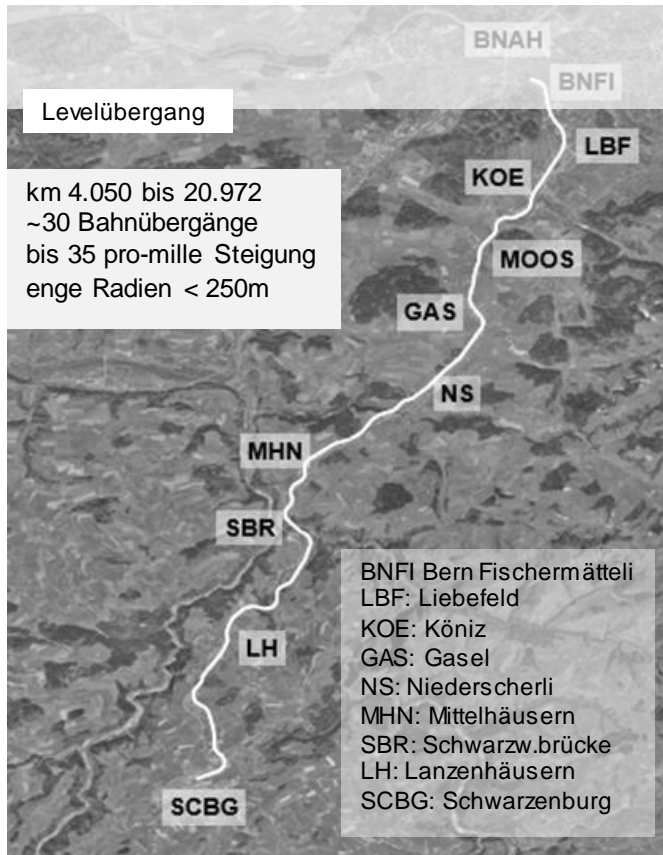 BNAH
BNFI
Levelübergang
LBF
KOE
km 4.050 bis 20.972
~30 Bahnübergänge
bis 35 pro-mille Steigung
enge Radien < 250m
MOOS
GAS
NS
MHN
SBR
BNFI Bern Fischermätteli
LBF: Liebefeld
KOE: Köniz
GAS: Gasel
NS: Niederscherli
MHN: Mittelhäusern
SBR: Schwarzw.brücke
LH: Lanzenhäusern
SCBG: Schwarzenburg
LH
SCBG